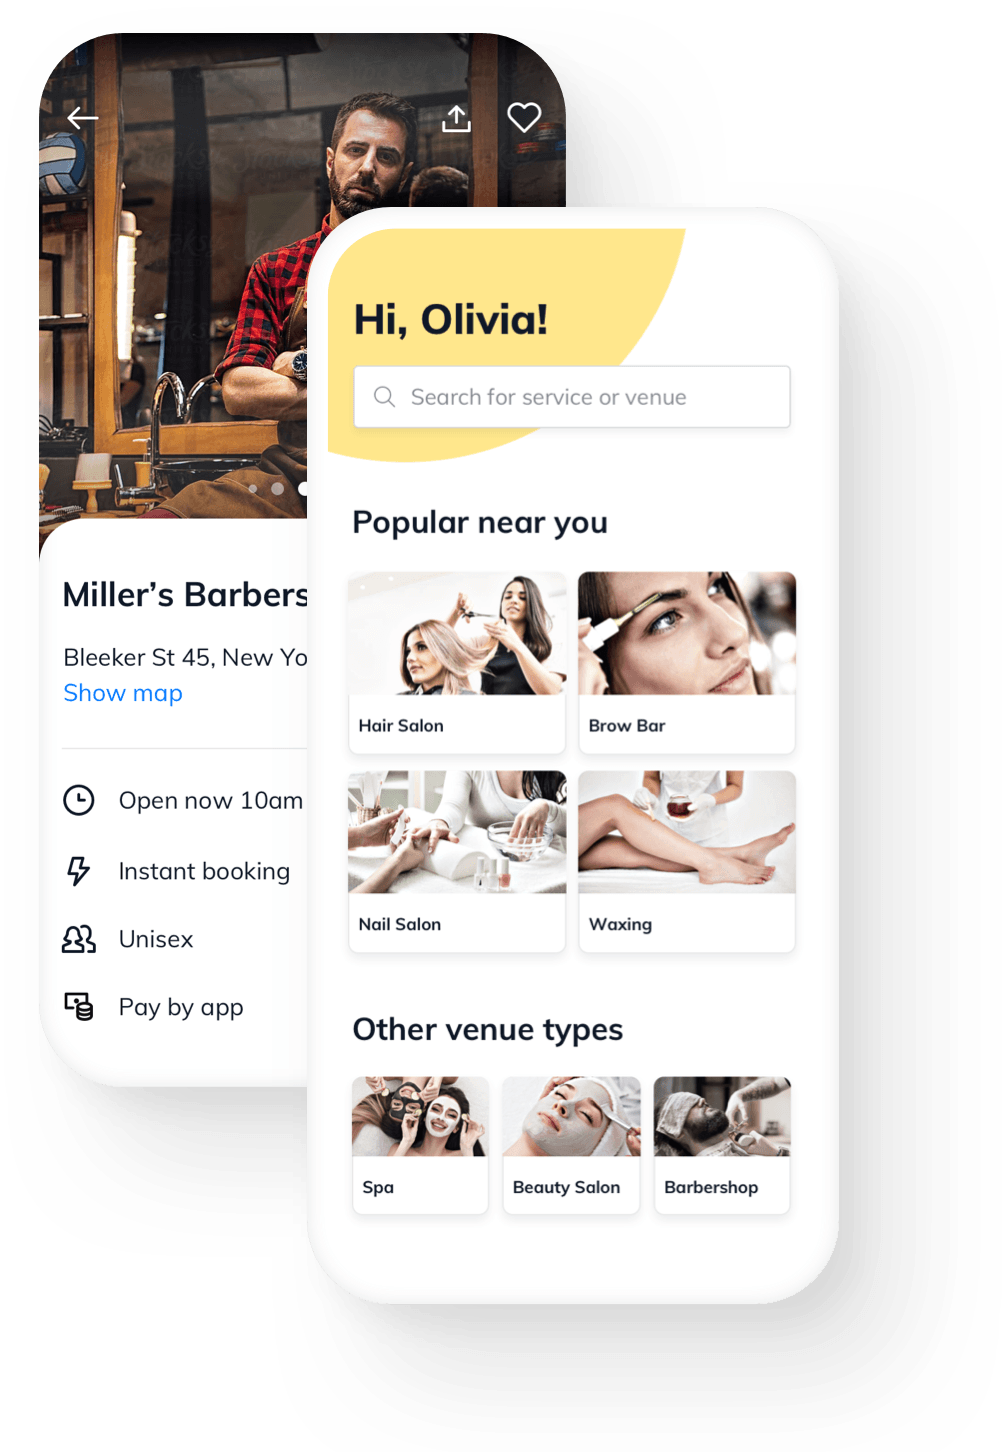 Miller’s Barbers
Bleeker St 45, New Yo
Show map
Open now 10am
Instant booking
Unisex
Pay by app
Hi, Olivia!
Search for service or venue
Popular near you
Hair Salon
Brow Bar
Nail Salon
Waxing
Other venue types
Spa
Beauty Salon
Barbershop